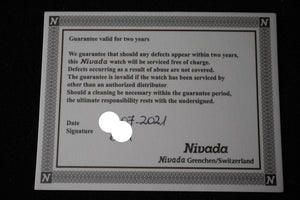 Guarantee valid for two years
We guarantee that should any defects appear within two years,
this Nivada watch will be serviced free of charge.
Defects occurring as a result of abuse are not covered.
The guarantee is invalid if the watch has been serviced by
other than an authorized distributor
Should a cleaning be necessary within the guarantee period,
the ultimate responsibility rests with the undersigned.
Date 07-2021
Signature
Nivada
Nivada Grenchen/Switzerland
N
N
N
N